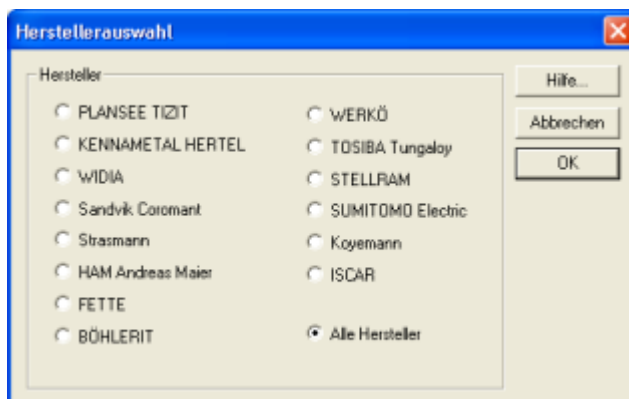 Herstellerauswahl
Hersteller
PLANSEE TIZIT
KENNAMETAL HERTEL
WIDIA
Sandvik Coromant
Strasmann
HAM Andreas Maier
FETTE
BÖHLERIT
WERKÖ
TOSIBA Tungaloy
STELLRAM
SUMITOMO Electric
Koyemann
ISCAR
Alle Hersteller
Hilfe...
Abbrechen
OK